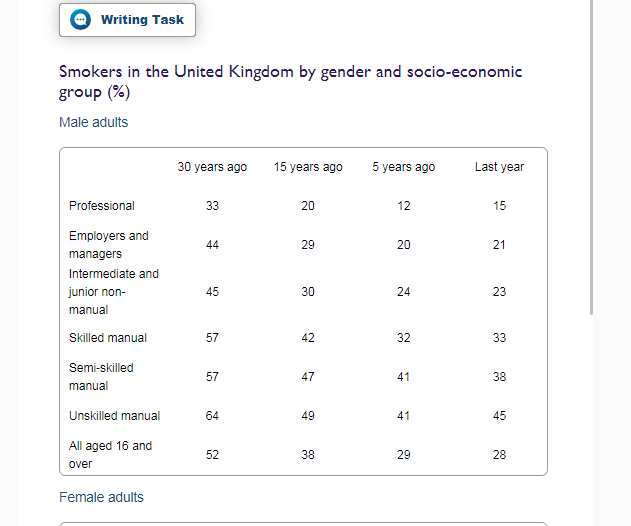 Writing Task
Smokers in the United Kingdom by gender and socio-economic
group (%)
Male adults
30 years ago 15 years ago 5 years ago Last year
Professional 33 20 12 15
Employers and
managers 44 29 20 21
Intermediate and
junior non-
manual 45 30 24 23
Skilled manual 57 42 32 33
Semi-skilled
manual 57 47 41 38
Unskilled manual 64 49 41 45
All aged 16 and
over 52 38 29 28
Female adults